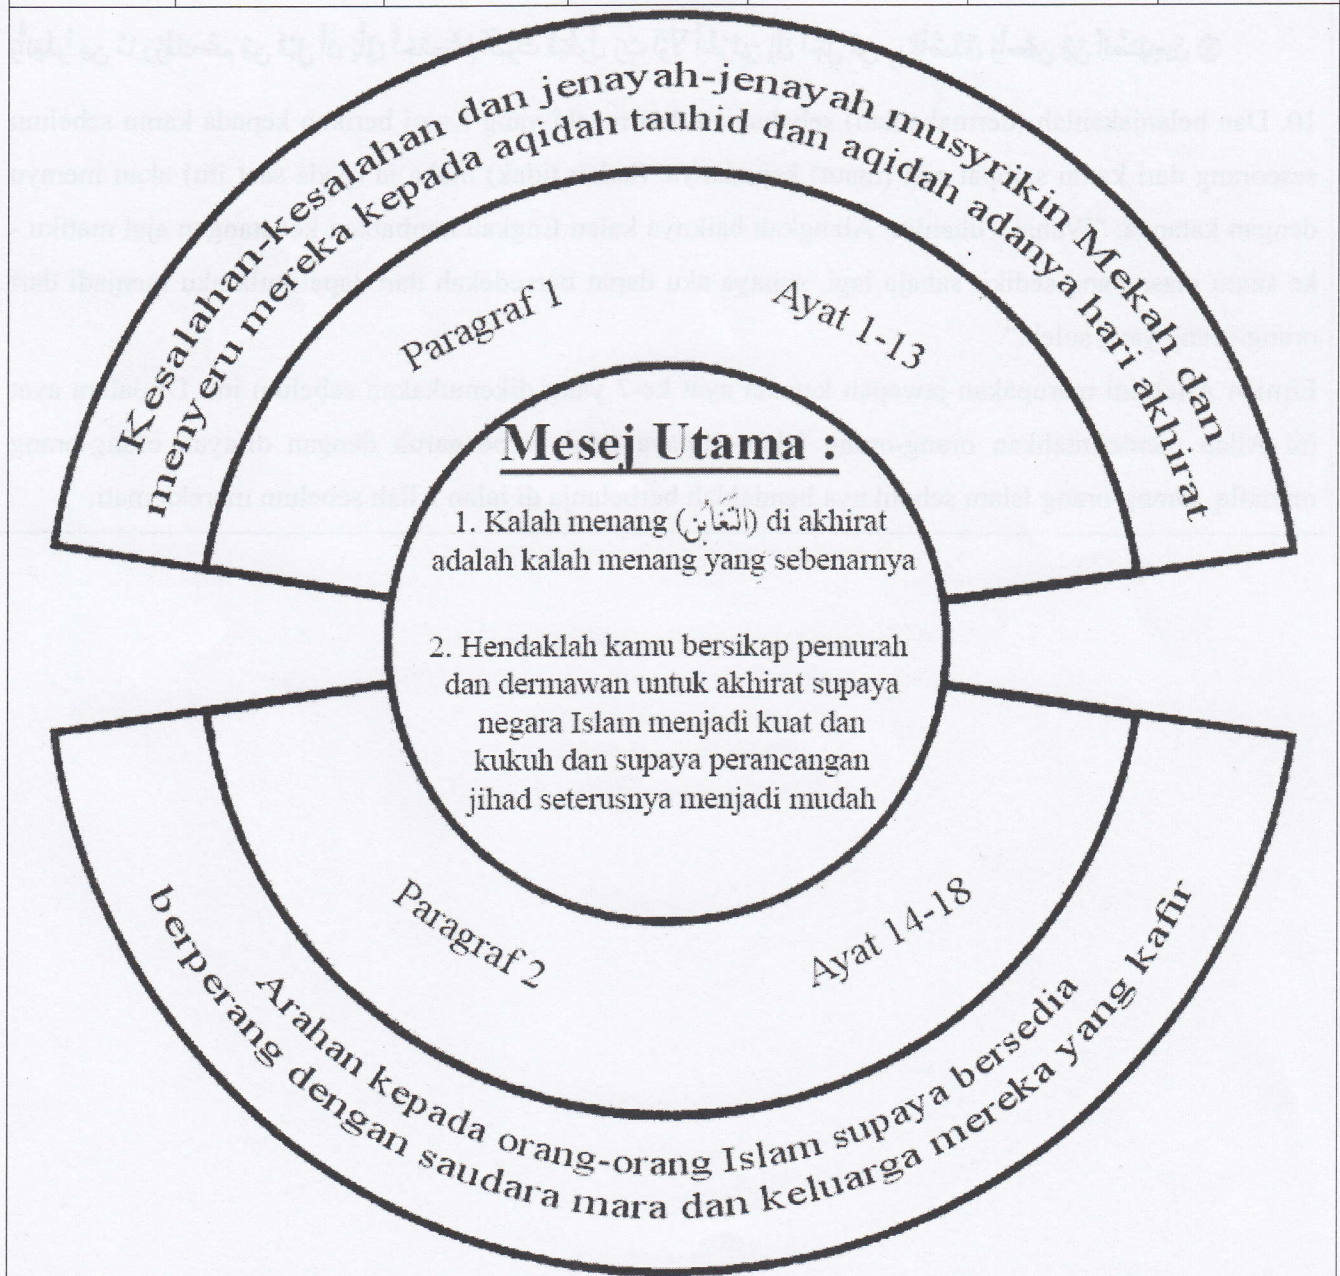 Kesalahan-kesalahan dan jenayah-jenayah musyrikin Mekah dan
menyeru mereka kepada aqidah tauhid dan aqidah adanya hari akhirat
Paragraf 1
Ayat 1-13
Mesej Utama :
1. Kalah menang (التَّغَابُن) di akhirat
adalah kalah menang yang sebenarnya
2. Hendaklah kamu bersikap pemurah
dan dermawan untuk akhirat supaya
negara Islam menjadi kuat dan
kukuh dan supaya perancangan
jihad seterusnya menjadi mudah
Paragraf 2
Ayat 14-18
Arahan kepada orang-orang Islam supaya bersedia
berperang dengan saudara mara dan keluarga mereka yang kafir